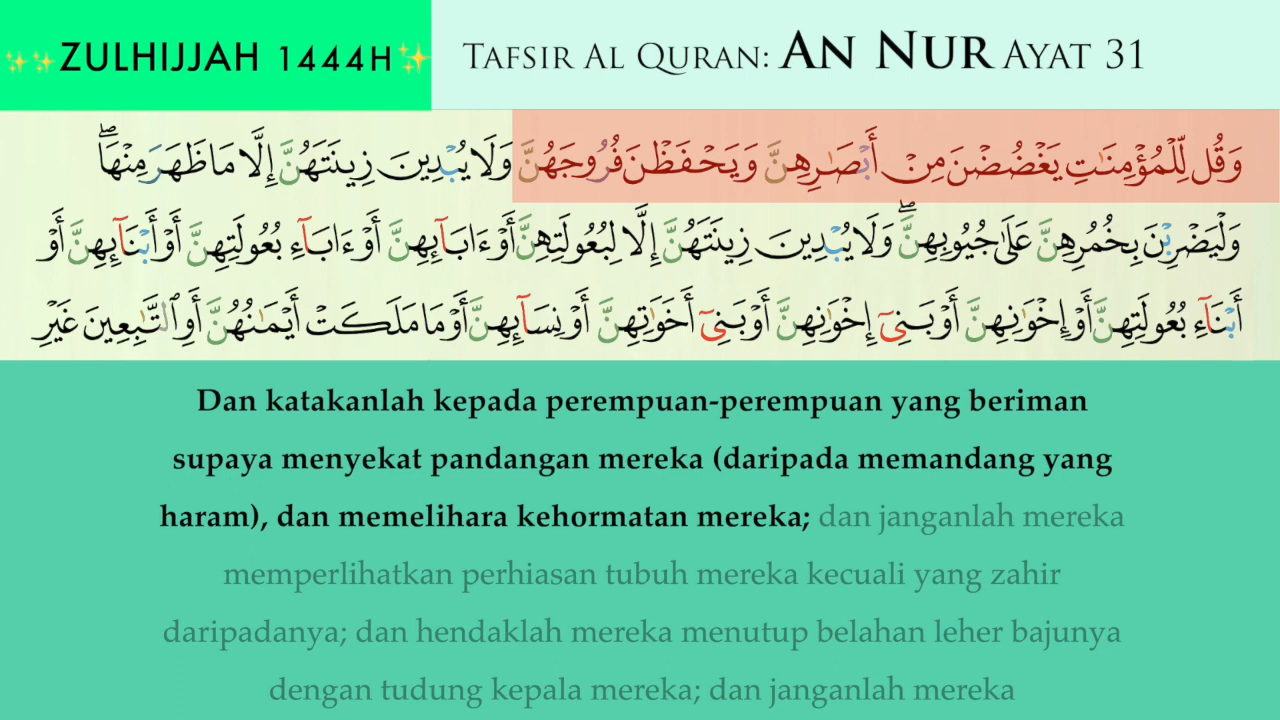 ✨✨ZULHIJJAH 1444H✨
TAFSIR AL QURAN: AN NUR AYAT 31
وَقُل لِّلْمُؤْمِنَـٰتِ يَغْضُضْنَ مِنْ أَبْصَـٰرِهِنَّ وَيَحْفَظْنَ فُرُوجَهُنَّ وَلَا يُبْدِينَ زِينَتَهُنَّ إِلَّا مَا ظَهَرَ مِنْهَا ۖ
وَلْيَضْرِبْنَ بِخُمُرِهِنَّ عَلَىٰ جُيُوبِهِنَّ ۖ وَلَا يُبْدِينَ زِينَتَهُنَّ إِلَّا لِبُعُولَتِهِنَّ أَوْ ءَابَآئِهِنَّ أَوْ ءَابَآءِ بُعُولَتِهِنَّ أَوْ أَبْنَآئِهِنَّ أَوْ
أَبْنَآءِ بُعُولَتِهِنَّ أَوْ إِخْوَٰنِهِنَّ أَوْ بَنِىٓ إِخْوَٰنِهِنَّ أَوْ بَنِىٓ أَخَوَٰتِهِنَّ أَوْ نِسَآئِهِنَّ أَوْ مَا مَلَكَتْ أَيْمَـٰنُهُنَّ أَوِ ٱلتَّـٰبِعِينَ غَيْرِ
Dan katakanlah kepada perempuan-perempuan yang beriman
supaya menyekat pandangan mereka (daripada memandang yang
haram), dan memelihara kehormatan mereka; dan janganlah mereka
memperlihatkan perhiasan tubuh mereka kecuali yang zahir
daripadanya; dan hendaklah mereka menutup belahan leher bajunya
dengan tudung kepala mereka; dan janganlah mereka